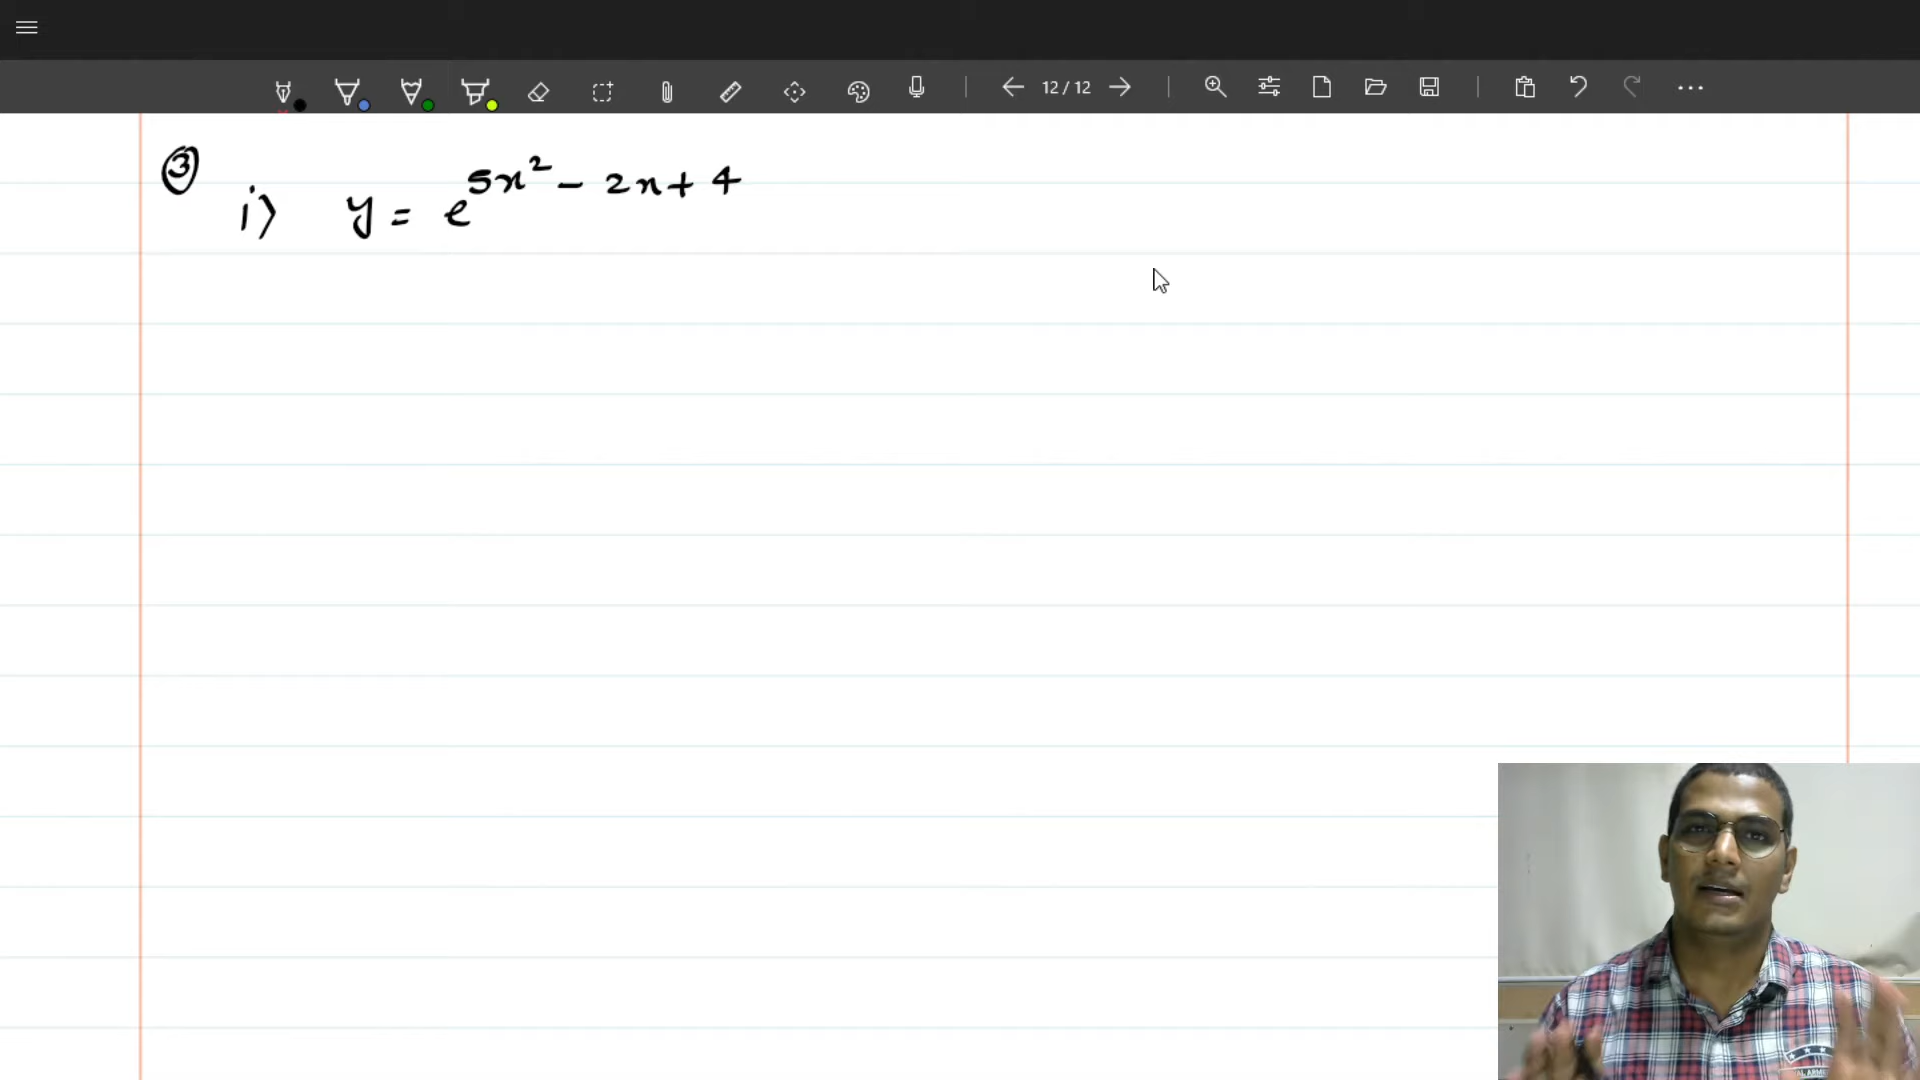 12 / 12
③
i) y = e^{5x² - 2x + 4}